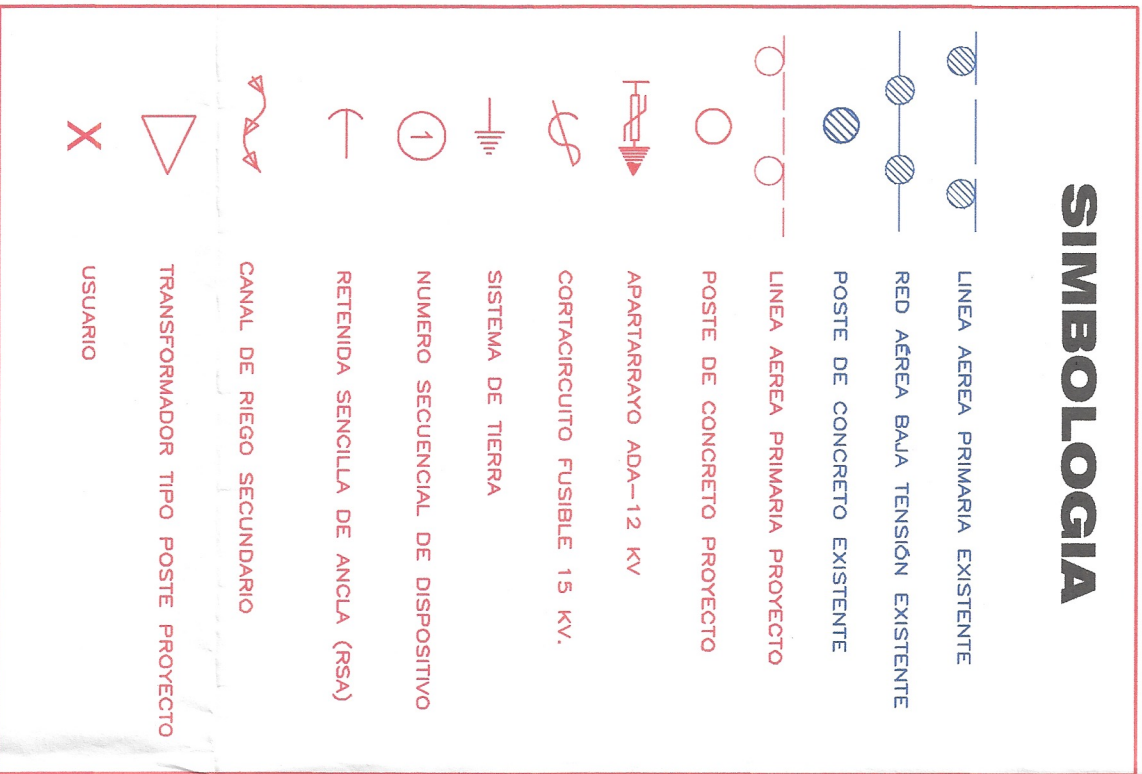 SIMBOLOGIA
LINEA AEREA PRIMARIA EXISTENTE
RED AÉREA BAJA TENSIÓN EXISTENTE
POSTE DE CONCRETO EXISTENTE
LINEA AEREA PRIMARIA PROYECTO
POSTE DE CONCRETO PROYECTO
APARTARRAYO ADA-12 KV
CORTACIRCUITO FUSIBLE 15 KV.
SISTEMA DE TIERRA
1 NUMERO SECUENCIAL DE DISPOSITIVO
RETENIDA SENCILLA DE ANCLA (RSA)
CANAL DE RIEGO SECUNDARIO
TRANSFORMADOR TIPO POSTE PROYECTO
X USUARIO